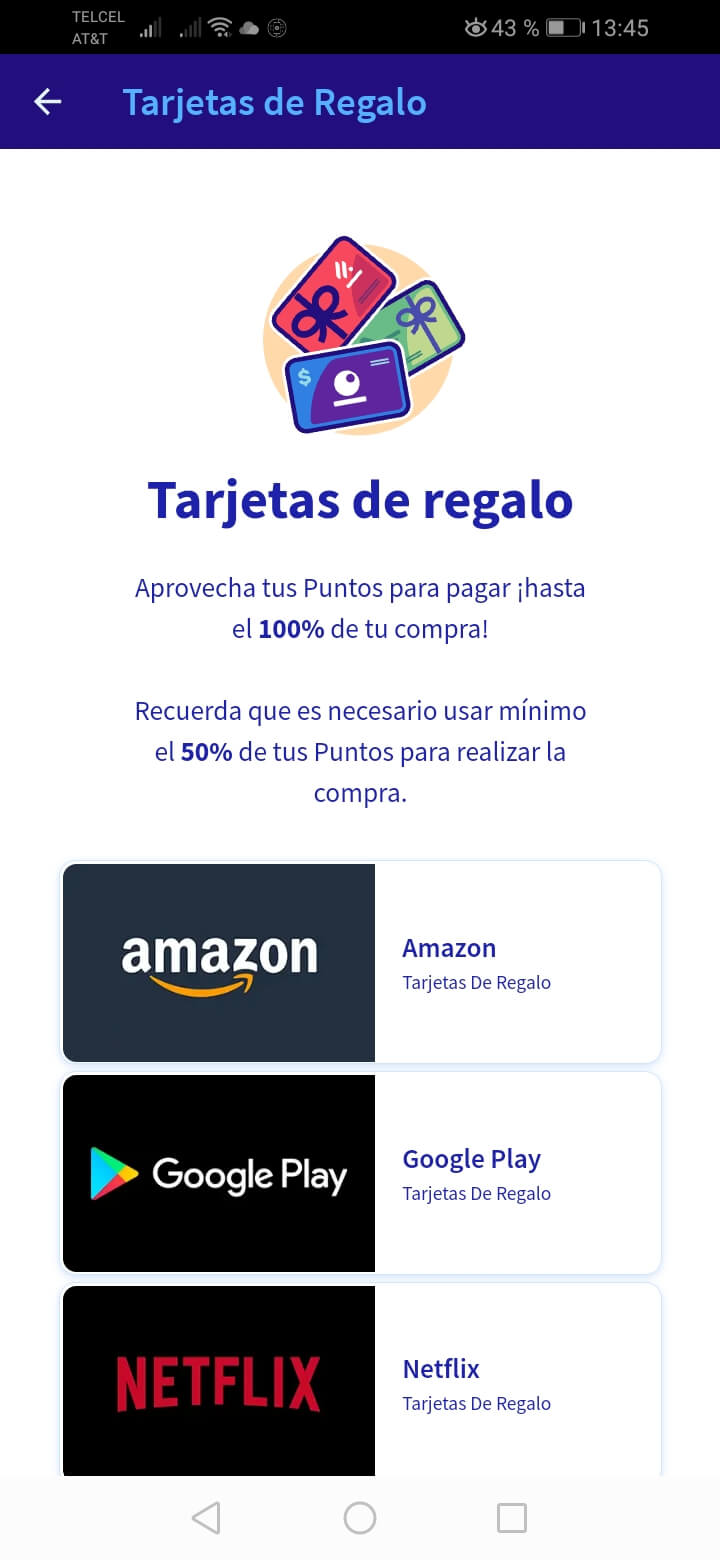 TELCEL
AT&T
43 %
13:45
Tarjetas de Regalo
$
Tarjetas de regalo
Aprovecha tus Puntos para pagar ¡hasta
el 100% de tu compra!
Recuerda que es necesario usar mínimo
el 50% de tus Puntos para realizar la
compra.
amazon
Amazon
Tarjetas De Regalo
Google Play
Google Play
Tarjetas De Regalo
NETFLIX
Netflix
Tarjetas De Regalo